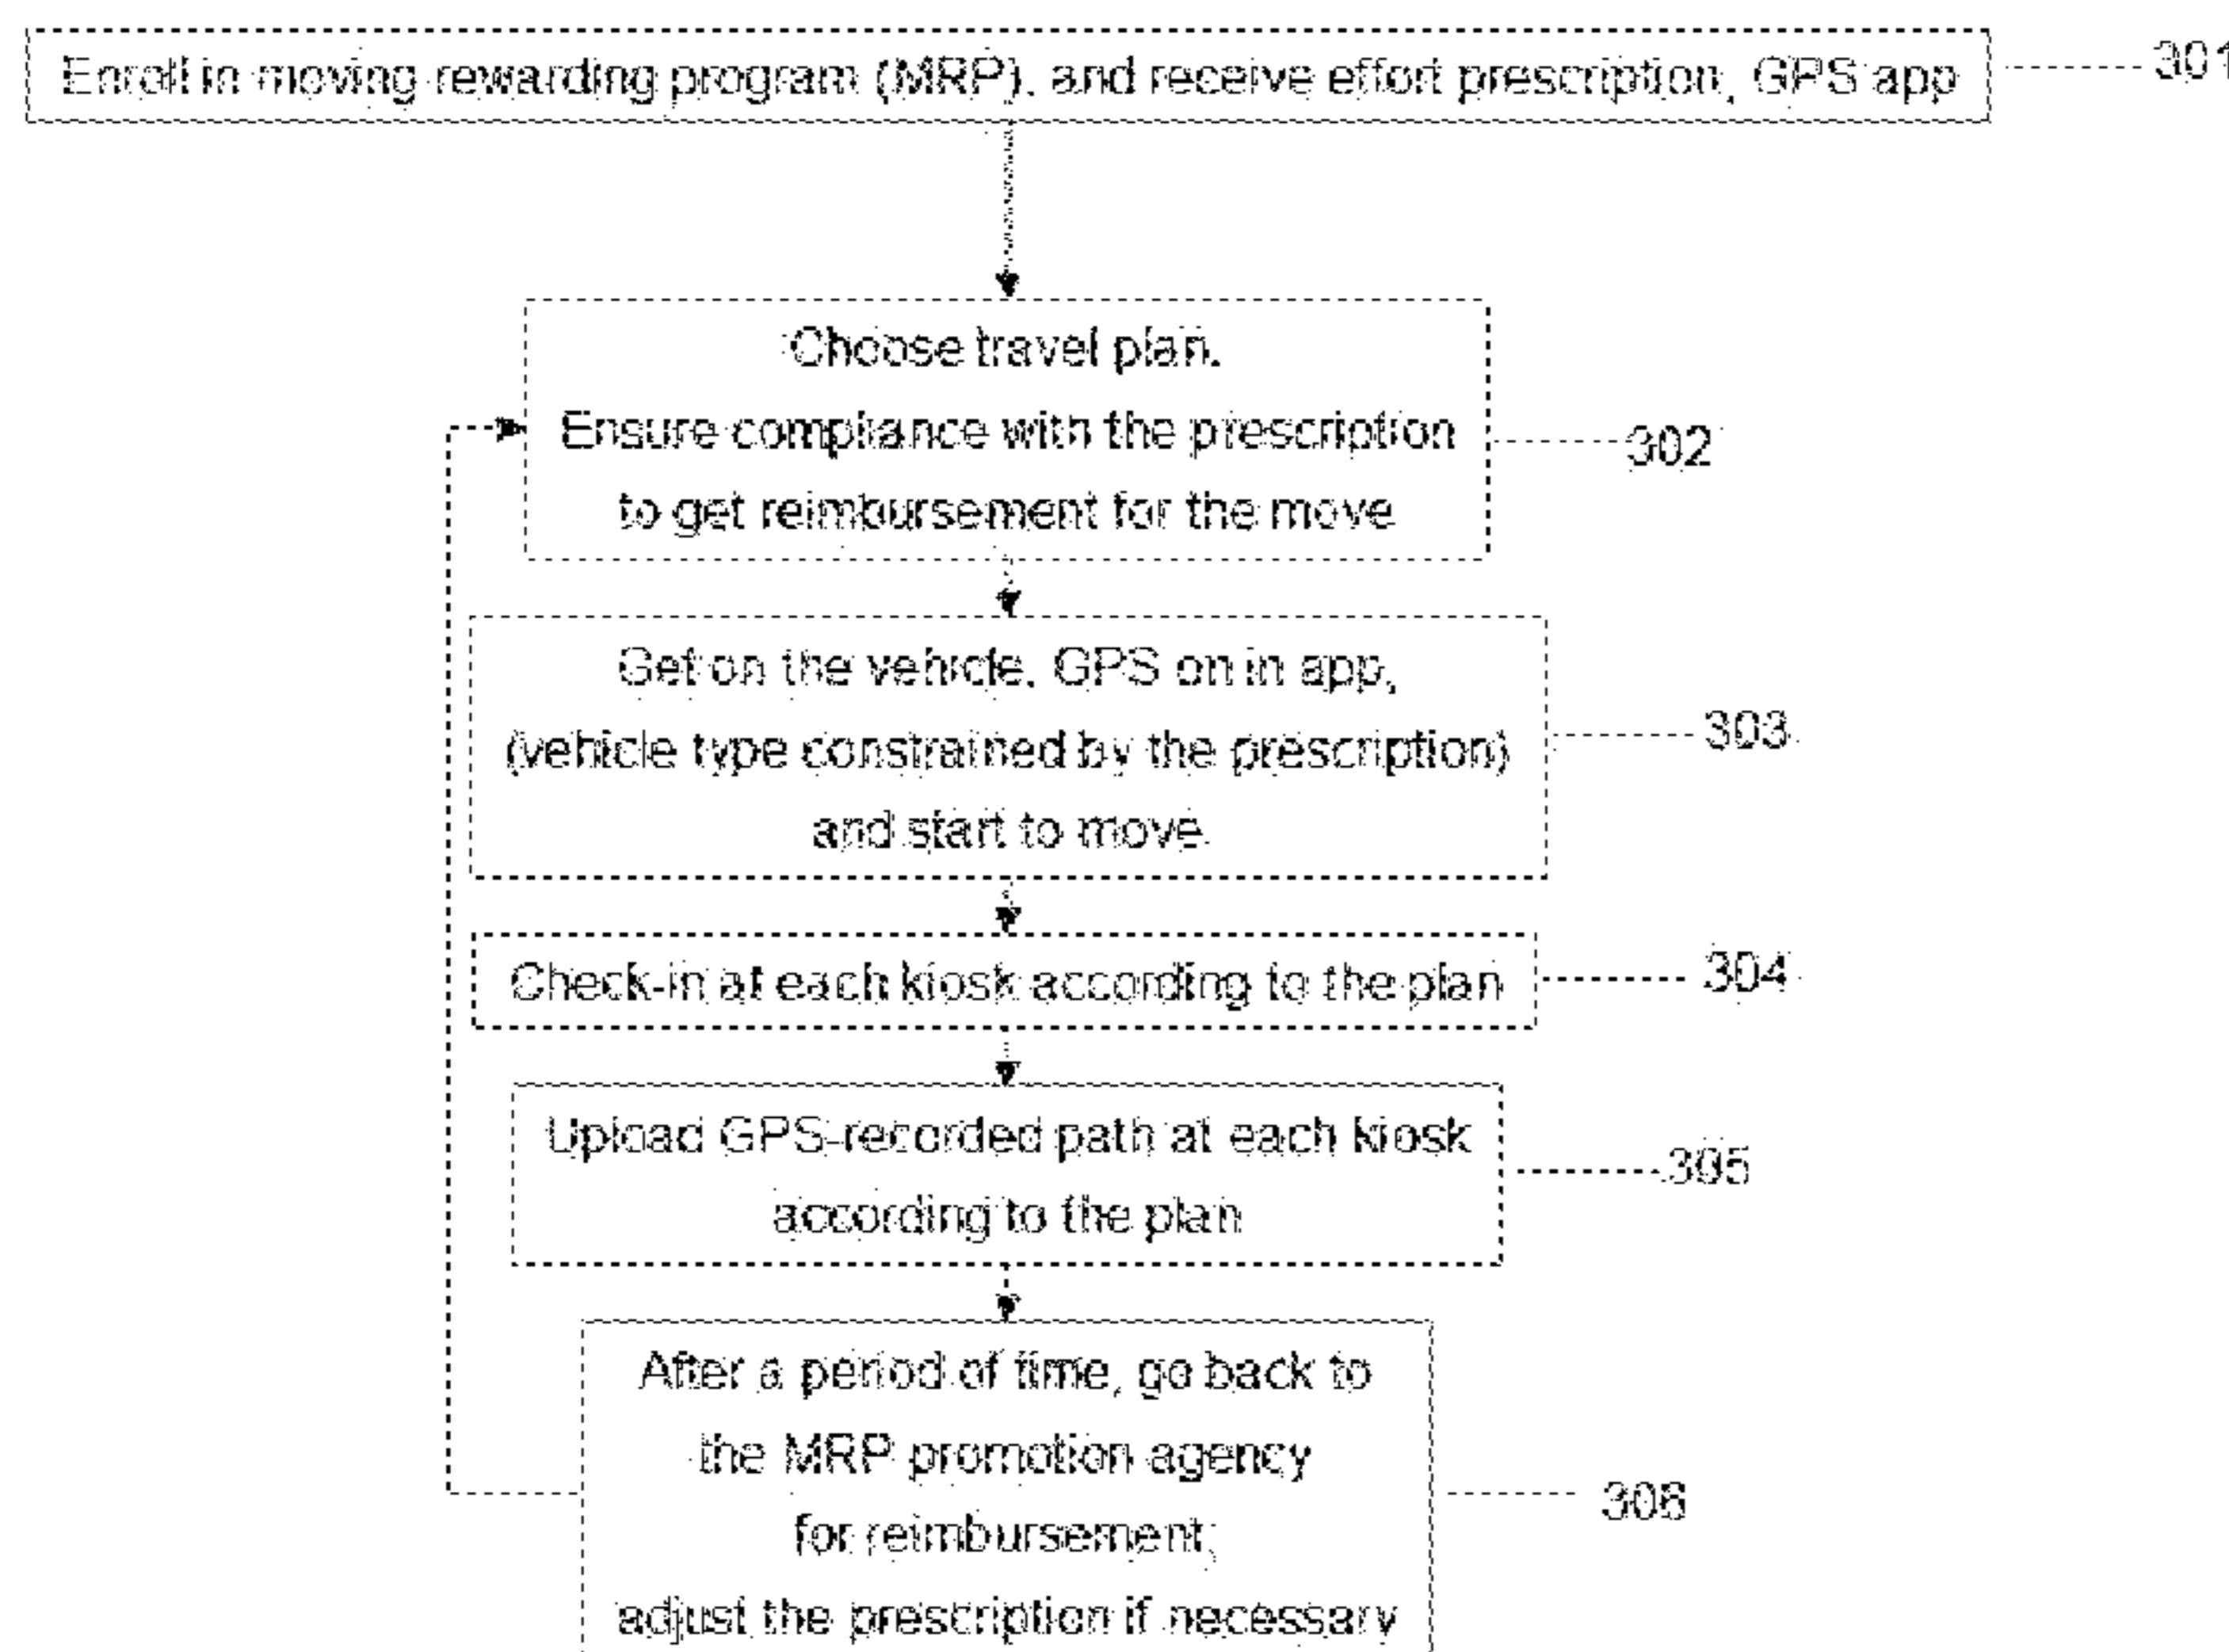 Enroll in moving rewarding program (MRP), and receive effort prescription, GPS app
301
Choose travel plan.
Ensure compliance with the prescription
to get reimbursement for the move
302
Get on the vehicle. GPS on in app,
(vehicle type constrained by the prescription)
and start to move.
303
Check-in at each kiosk according to the plan
304
Upload GPS-recorded path at each kiosk
according to the plan
305
After a period of time, go back to
the MRP promotion agency
for reimbursement;
adjust the prescription if necessary